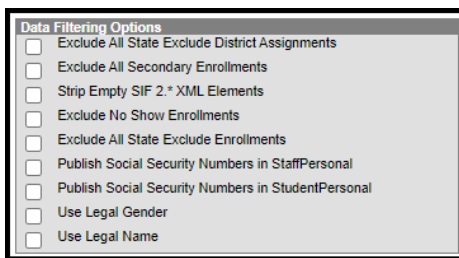 Data Filtering Options
Exclude All State Exclude District Assignments
Exclude All Secondary Enrollments
Strip Empty SIF 2.* XML Elements
Exclude No Show Enrollments
Exclude All State Exclude Enrollments
Publish Social Security Numbers in StaffPersonal
Publish Social Security Numbers in StudentPersonal
Use Legal Gender
Use Legal Name